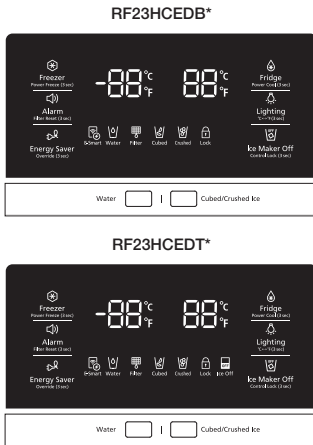 RF23HCEDB*
Freezer
Power Freeze (3 sec)
Alarm
Filter Reset (3 sec)
Energy Saver
Override (3 sec)
-88 °C °F
88 °C °F
E-Smart Water Filter Cubed Crushed Lock
Fridge
Power Cool (3 sec)
Lighting
°C↔°F (3 sec)
Ice Maker Off
Control Lock (3 sec)
Water | Cubed/Crushed Ice
RF23HCEDT*
Freezer
Power Freeze (3 sec)
Alarm
Filter Reset (3 sec)
Energy Saver
Override (3 sec)
-88 °C °F
88 °C °F
E-Smart Water Filter Cubed Crushed Lock Ice Off
Fridge
Power Cool (3 sec)
Lighting
°C↔°F (3 sec)
Ice Maker Off
Control Lock (3 sec)
Water | Cubed/Crushed Ice